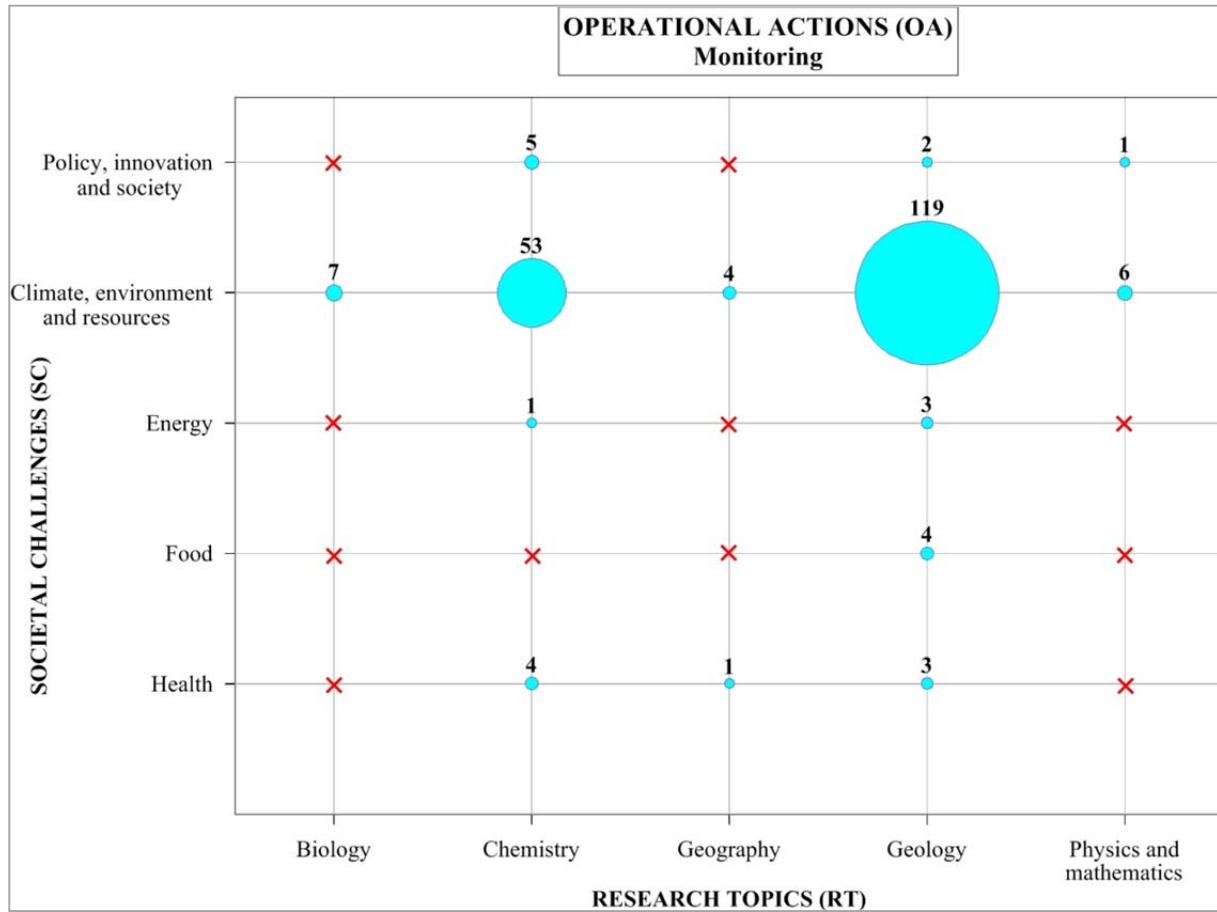 OPERATIONAL ACTIONS (OA)
Monitoring
SOCIETAL CHALLENGES (SC)
Policy, innovation
and society
5
2
1
Climate, environment
and resources
7
53
4
119
6
Energy
1
3
Food
4
Health
4
1
3
Biology
Chemistry
Geography
Geology
Physics and
mathematics
RESEARCH TOPICS (RT)